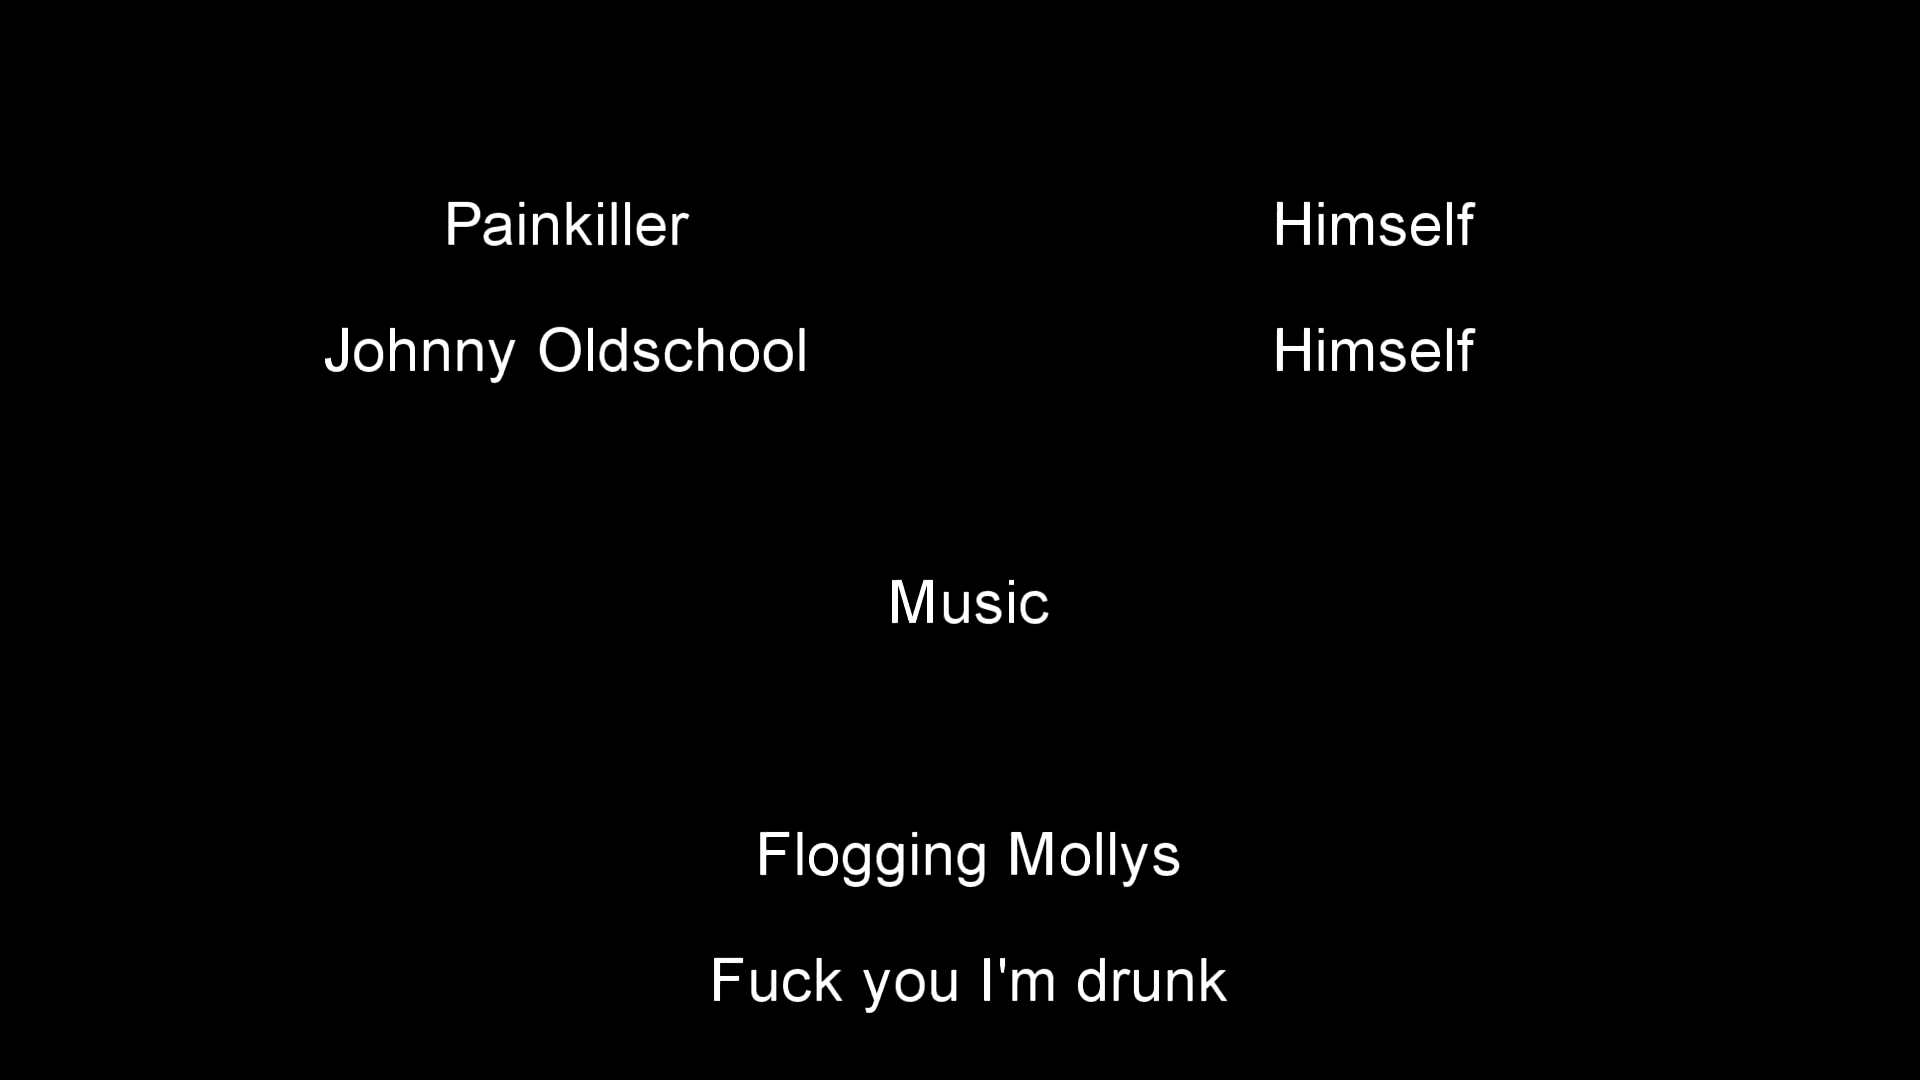 Painkiller Himself
Johnny Oldschool Himself
Music
Flogging Mollys
Fuck you I'm drunk